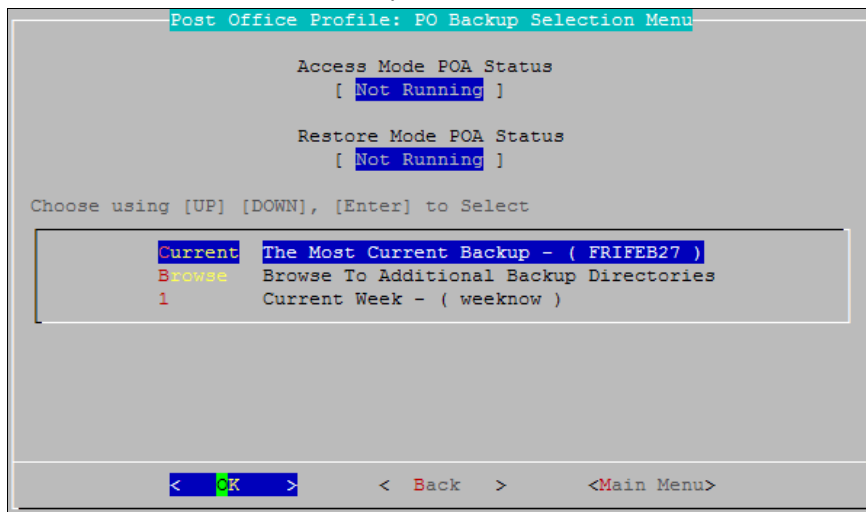 Post Office Profile: PO Backup Selection Menu
Access Mode POA Status
[ Not Running ]
Restore Mode POA Status
[ Not Running ]
Choose using [UP] [DOWN], [Enter] to Select
Current The Most Current Backup - ( FRIFEB27 )
Browse Browse To Additional Backup Directories
1 Current Week - ( weeknow )
< OK > < Back > <Main Menu>